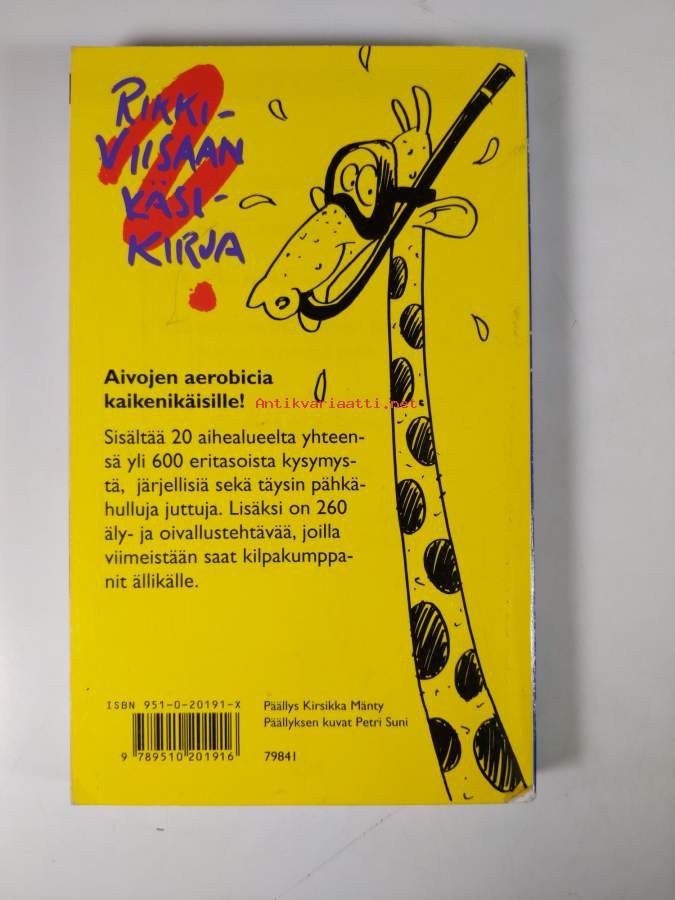 RIKKI-
VIISAAN
KÄSI-
KIRJA
Aivojen aerobicia
kaikenikäisille!
Antikvariaatti.net
Sisältää 20 aihealueelta yhteen-
sä yli 600 eritasoista kysymys-
tä, järjellisiä sekä täysin pähkä-
hulluja juttuja. Lisäksi on 260
äly- ja oivallustehtävää, joilla
viimeistään saat kilpakumppa-
nit ällikälle.
ISBN 951-0-20191-X
9 789510 201916
Päällys Kirsikka Mänty
Päällyksen kuvat Petri Suni
79841